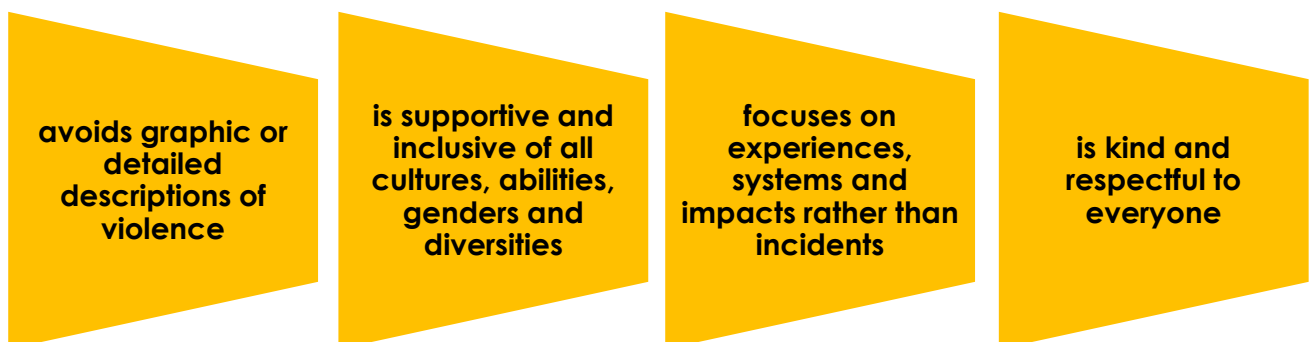 avoids graphic or
detailed
descriptions of
violence
is supportive and
inclusive of all
cultures, abilities,
genders and
diversities
focuses on
experiences,
systems and
impacts rather than
incidents
is kind and
respectful to
everyone